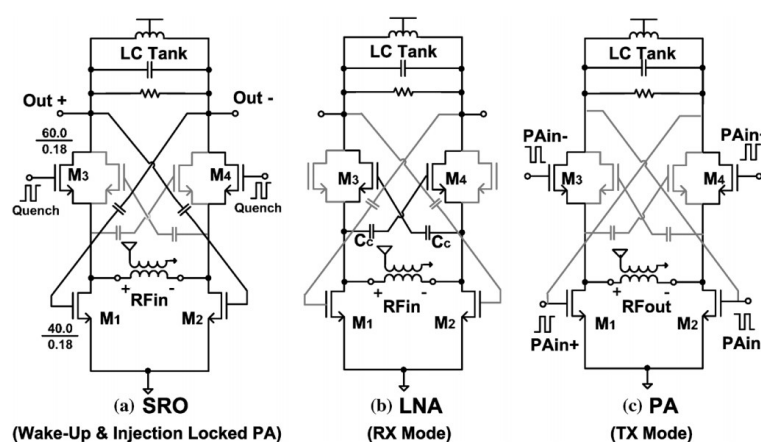 LC Tank
Out +
Out -
60.0
0.18
M3
M4
Quench
Quench
RFin
+
-
40.0
0.18
M1
M2
(a) SRO
(Wake-Up & Injection Locked PA)
LC Tank
M3
M4
Cc
Cc
+
-
RFin
M1
M2
(b) LNA
(RX Mode)
LC Tank
PAin-
PAin+
M3
M4
+
-
RFout
M1
M2
PAin+
PAin-
(c) PA
(TX Mode)